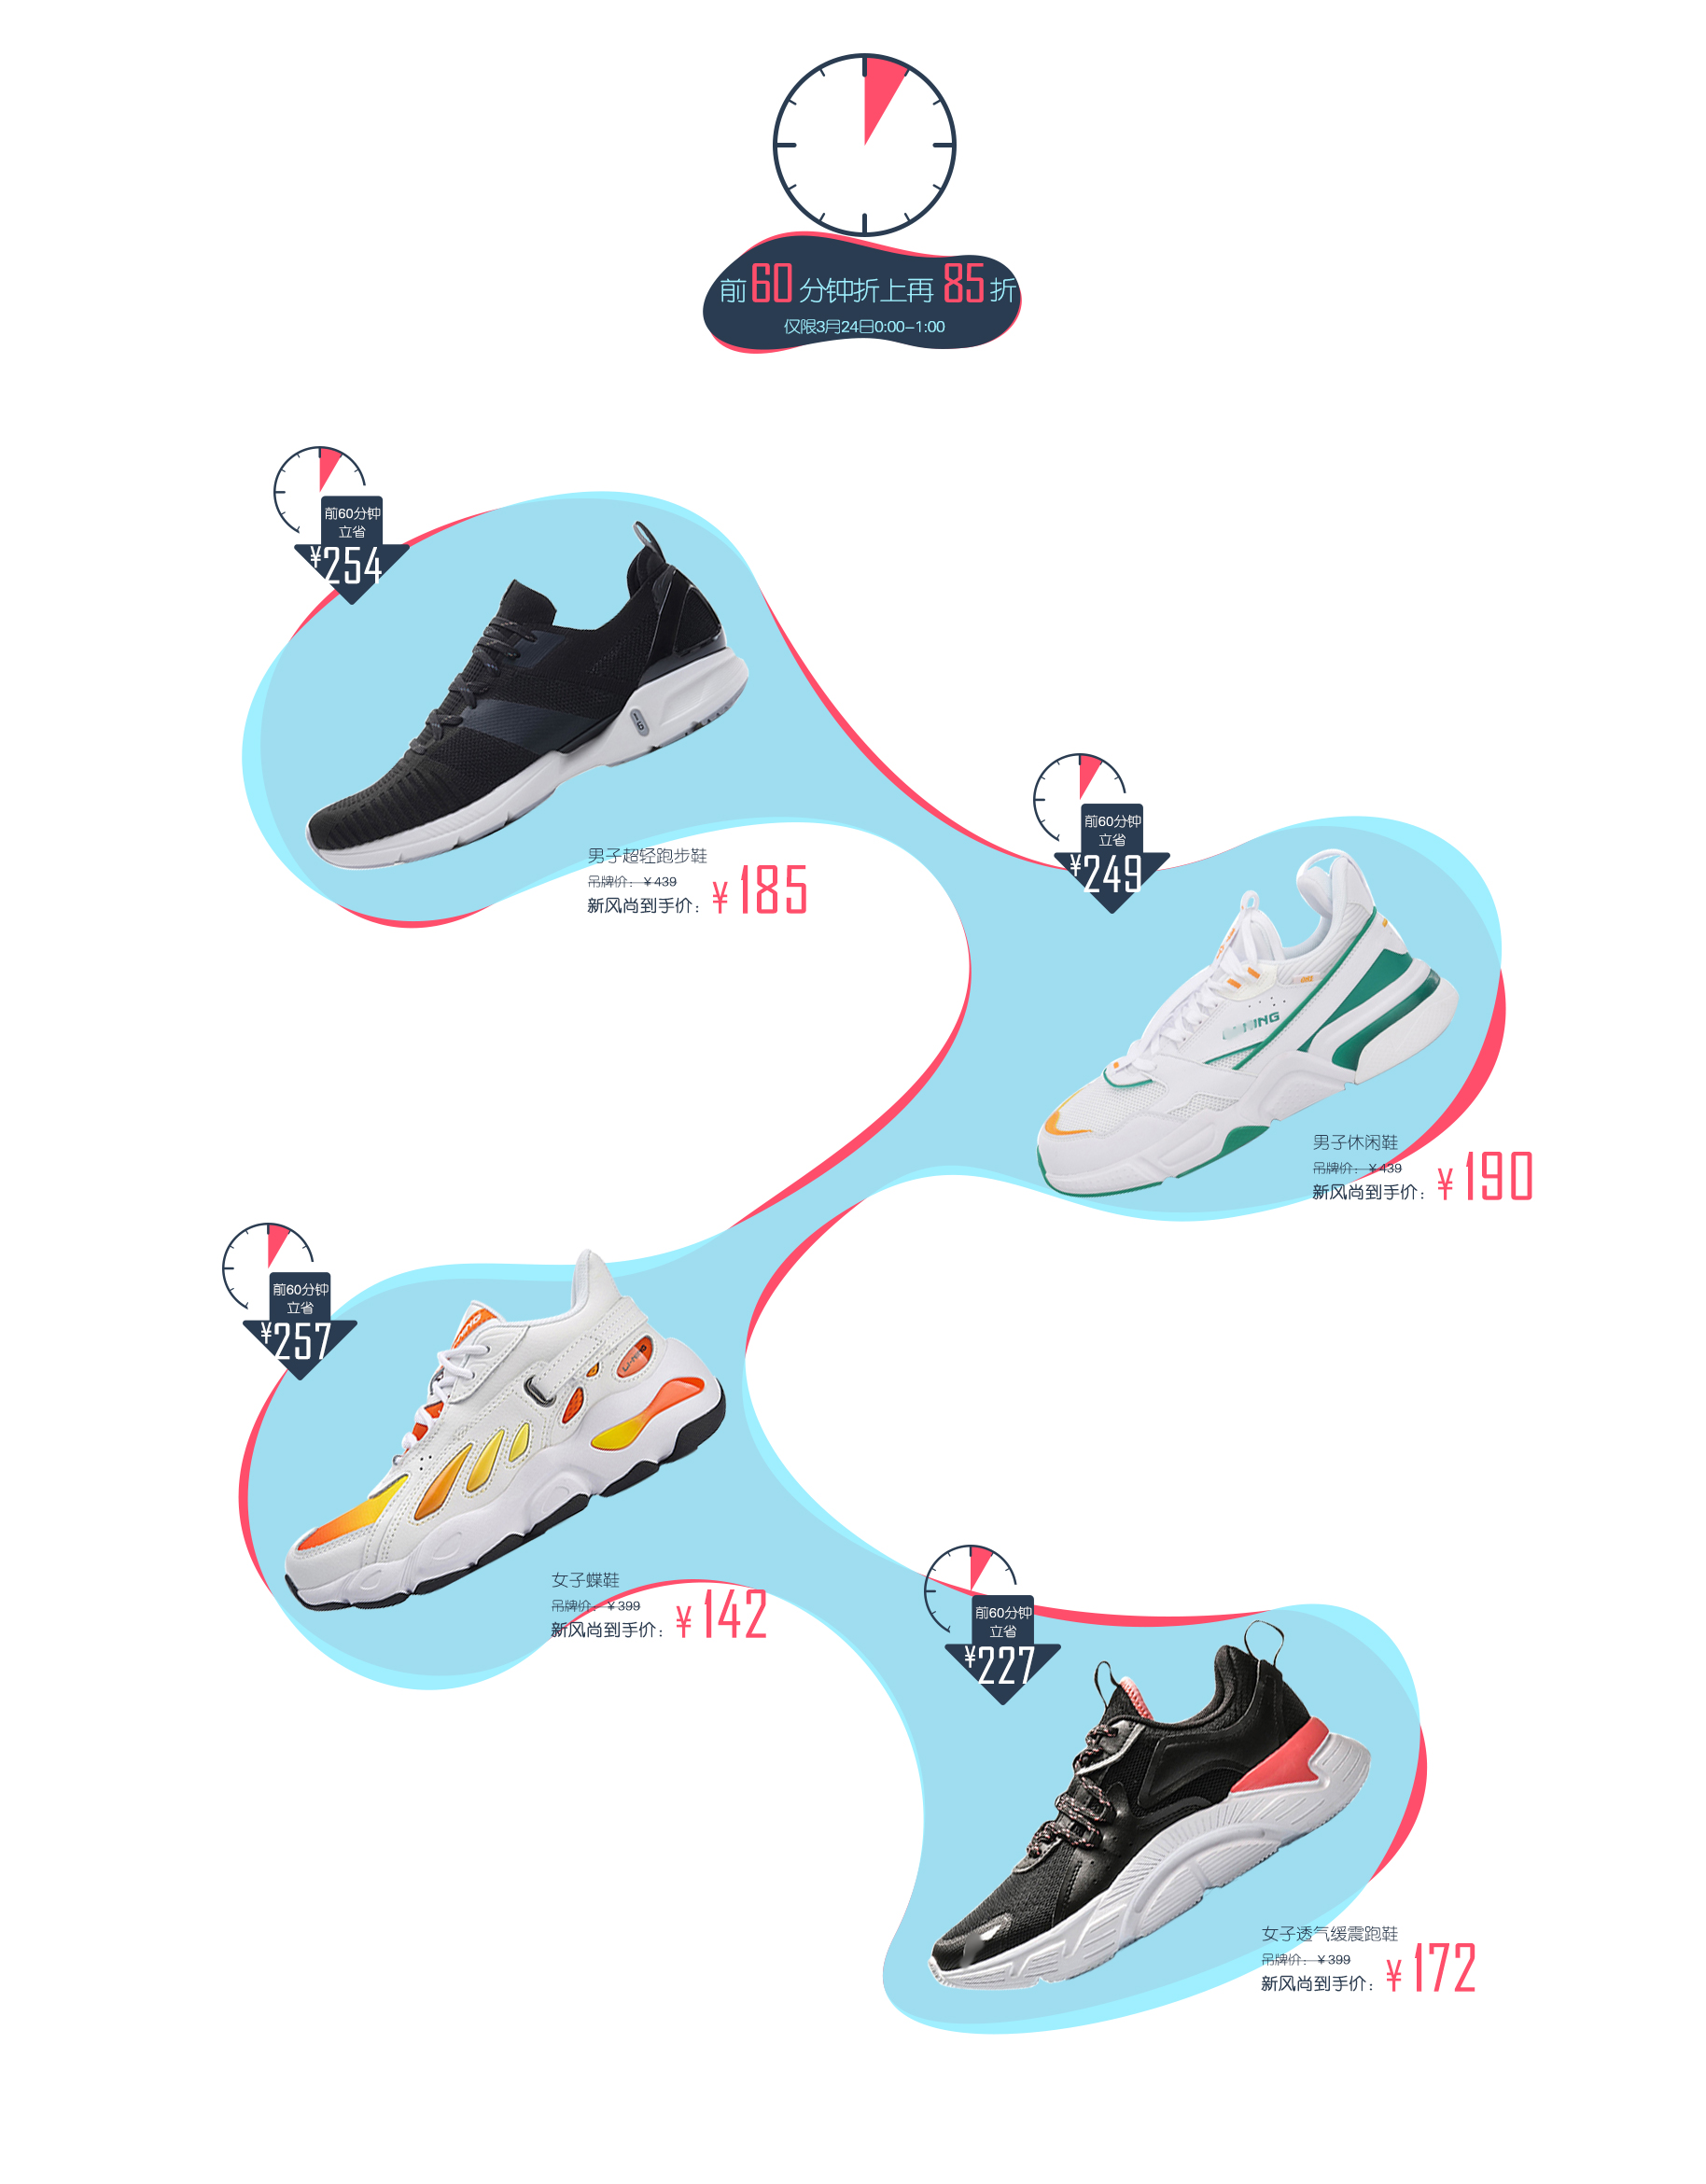 前60分钟折上再85折
仅限3月24日0:00-1:00
前60分钟
立省
¥254
男子超轻跑步鞋
吊牌价：￥439
新风尚到手价：￥185
前60分钟
立省
¥249
男子休闲鞋
吊牌价：￥439
新风尚到手价：￥190
前60分钟
立省
¥257
女子蝶鞋
吊牌价：￥399
新风尚到手价：￥142
前60分钟
立省
¥227
女子透气缓震跑鞋
吊牌价：￥399
新风尚到手价：￥172